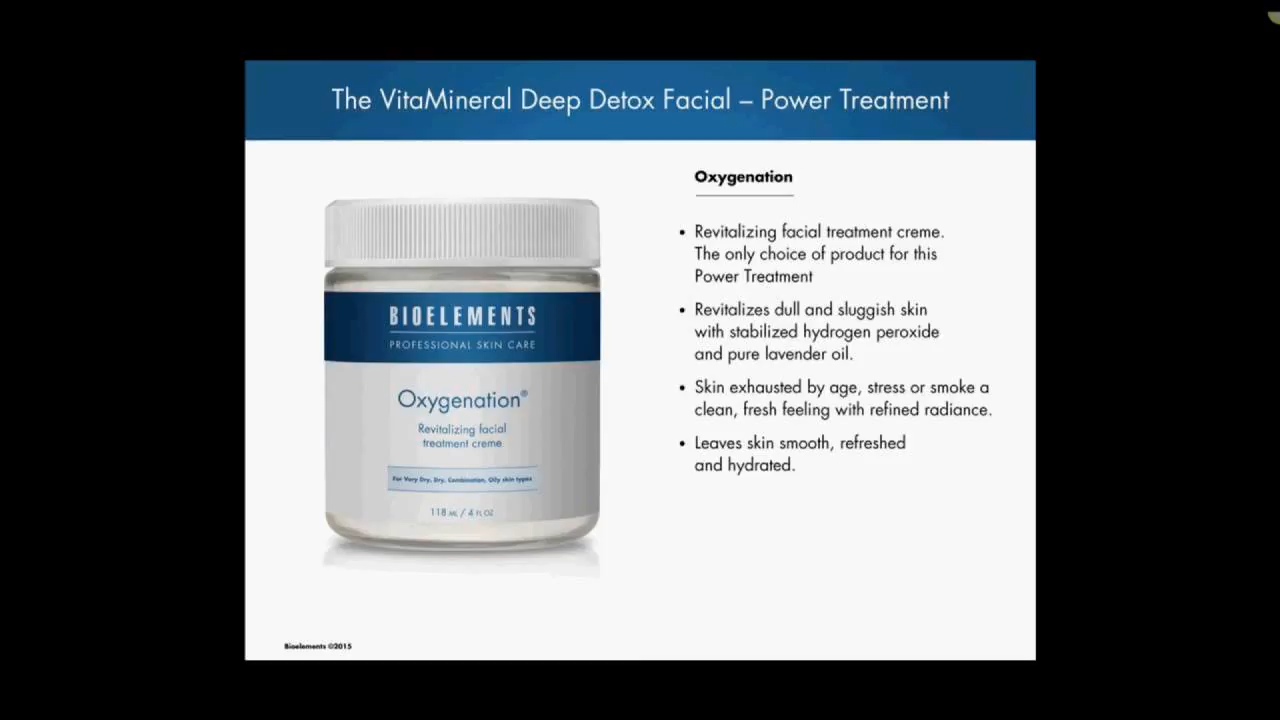 The VitaMineral Deep Detox Facial – Power Treatment
BIOELEMENTS
PROFESSIONAL SKIN CARE
Oxygenation®
Revitalizing facial
treatment creme
For Very Dry, Dry, Combination, Oily skin types
118 ML / 4 FL OZ
Oxygenation
• Revitalizing facial treatment creme.
The only choice of product for this
Power Treatment
• Revitalizes dull and sluggish skin
with stabilized hydrogen peroxide
and pure lavender oil.
• Skin exhausted by age, stress or smoke a
clean, fresh feeling with refined radiance.
• Leaves skin smooth, refreshed
and hydrated.
Bioelements ©2015